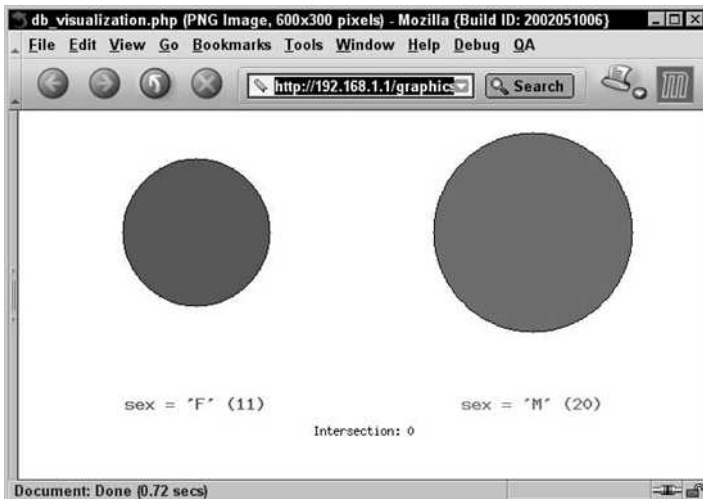 db_visualization.php (PNG Image, 600x300 pixels) - Mozilla {Build ID: 2002051006}
File Edit View Go Bookmarks Tools Window Help Debug QA
http://192.168.1.1/graphics Search
sex = "F" (11) sex = "M" (20)
Intersection: 0
Document: Done (0.72 secs)